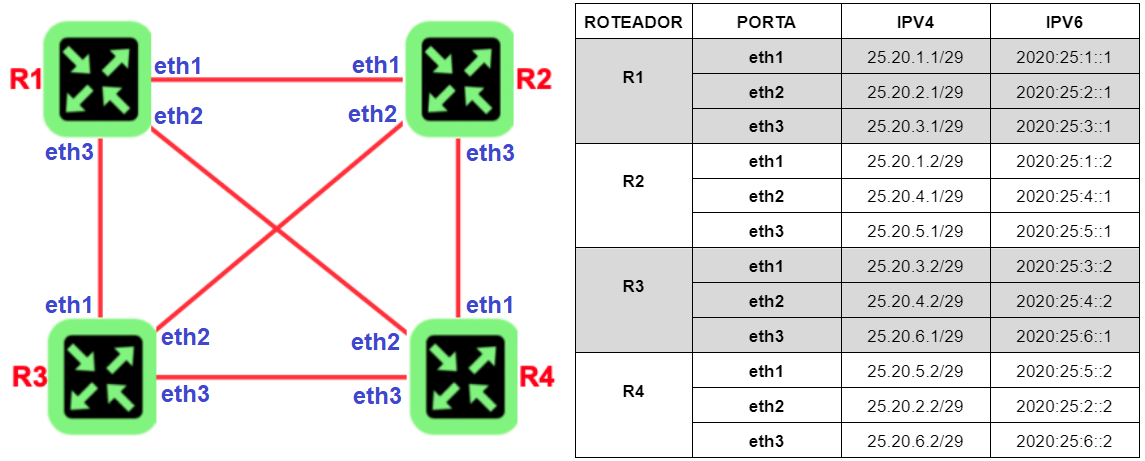 R1
eth1
eth1
R2
eth2
eth2
eth3
eth3
eth1
eth1
eth2
eth2
R3
R4
eth3
eth3
ROTEADOR PORTA IPV4 IPV6
R1
eth1 25.20.1.1/29 2020:25:1::1
eth2 25.20.2.1/29 2020:25:2::1
eth3 25.20.3.1/29 2020:25:3::1
R2
eth1 25.20.1.2/29 2020:25:1::2
eth2 25.20.4.1/29 2020:25:4::1
eth3 25.20.5.1/29 2020:25:5::1
R3
eth1 25.20.3.2/29 2020:25:3::2
eth2 25.20.4.2/29 2020:25:4::2
eth3 25.20.6.1/29 2020:25:6::1
R4
eth1 25.20.5.2/29 2020:25:5::2
eth2 25.20.2.2/29 2020:25:2::2
eth3 25.20.6.2/29 2020:25:6::2